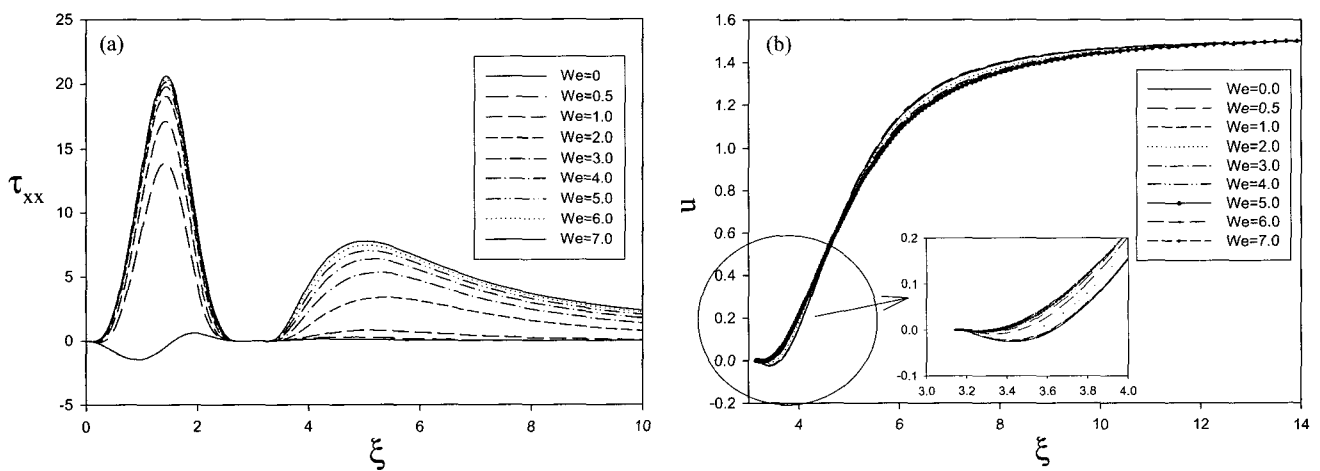 (a)
25
20
15
10
5
0
-5
τxx
0 2 4 6 8 10
ξ
We=0
We=0.5
We=1.0
We=2.0
We=3.0
We=4.0
We=5.0
We=6.0
We=7.0
(b)
1.6
1.4
1.2
1.0
0.8
0.6
0.4
0.2
0.0
-0.2
u
4 6 8 10 12 14
ξ
We=0.0
We=0.5
We=1.0
We=2.0
We=3.0
We=4.0
We=5.0
We=6.0
We=7.0
0.2
0.1
0.0
-0.1
3.0 3.2 3.4 3.6 3.8 4.0